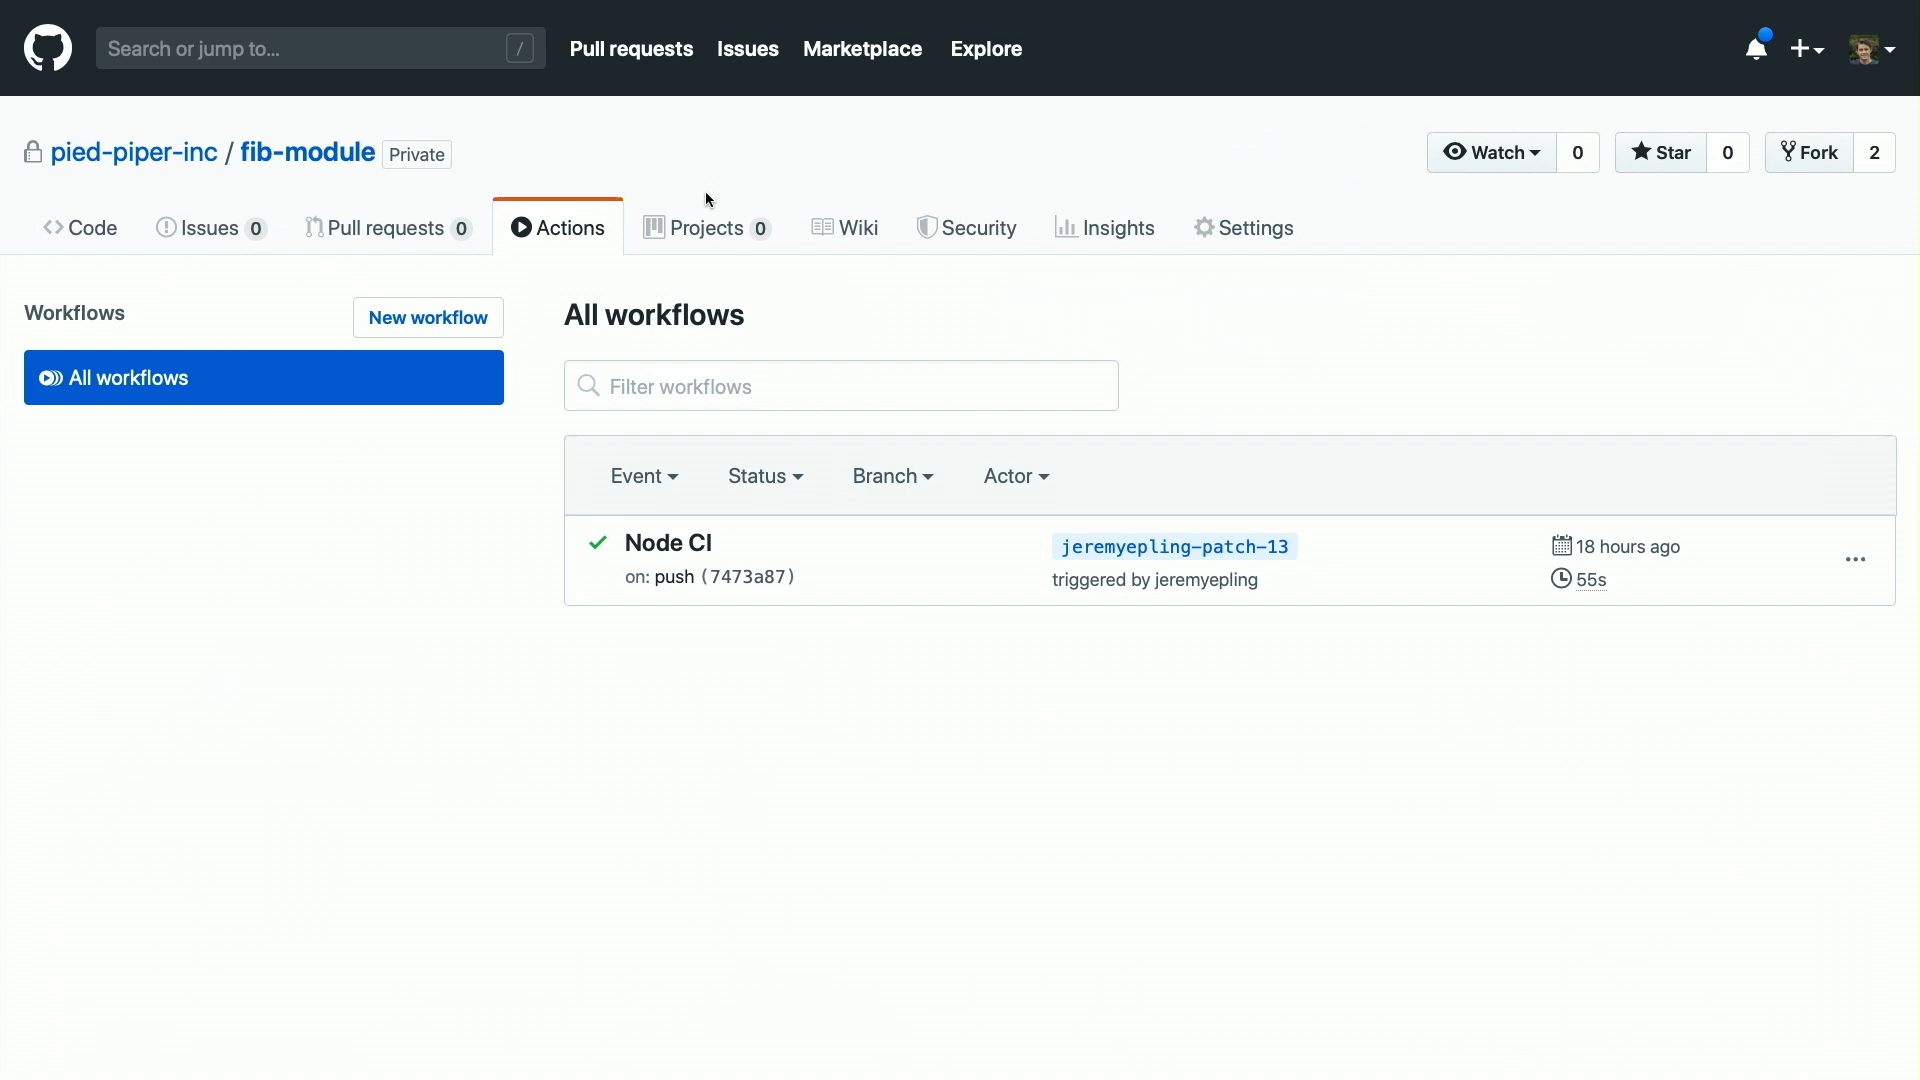 Search or jump to... /
Pull requests Issues Marketplace Explore
pied-piper-inc / fib-module Private
Watch 0 Star 0 Fork 2
Code Issues 0 Pull requests 0 Actions Projects 0 Wiki Security Insights Settings
Workflows
New workflow
All workflows
All workflows
Filter workflows
Event Status Branch Actor
Node CI
on: push (7473a87)
jeremyepling-patch-13
triggered by jeremyepling
18 hours ago
55s